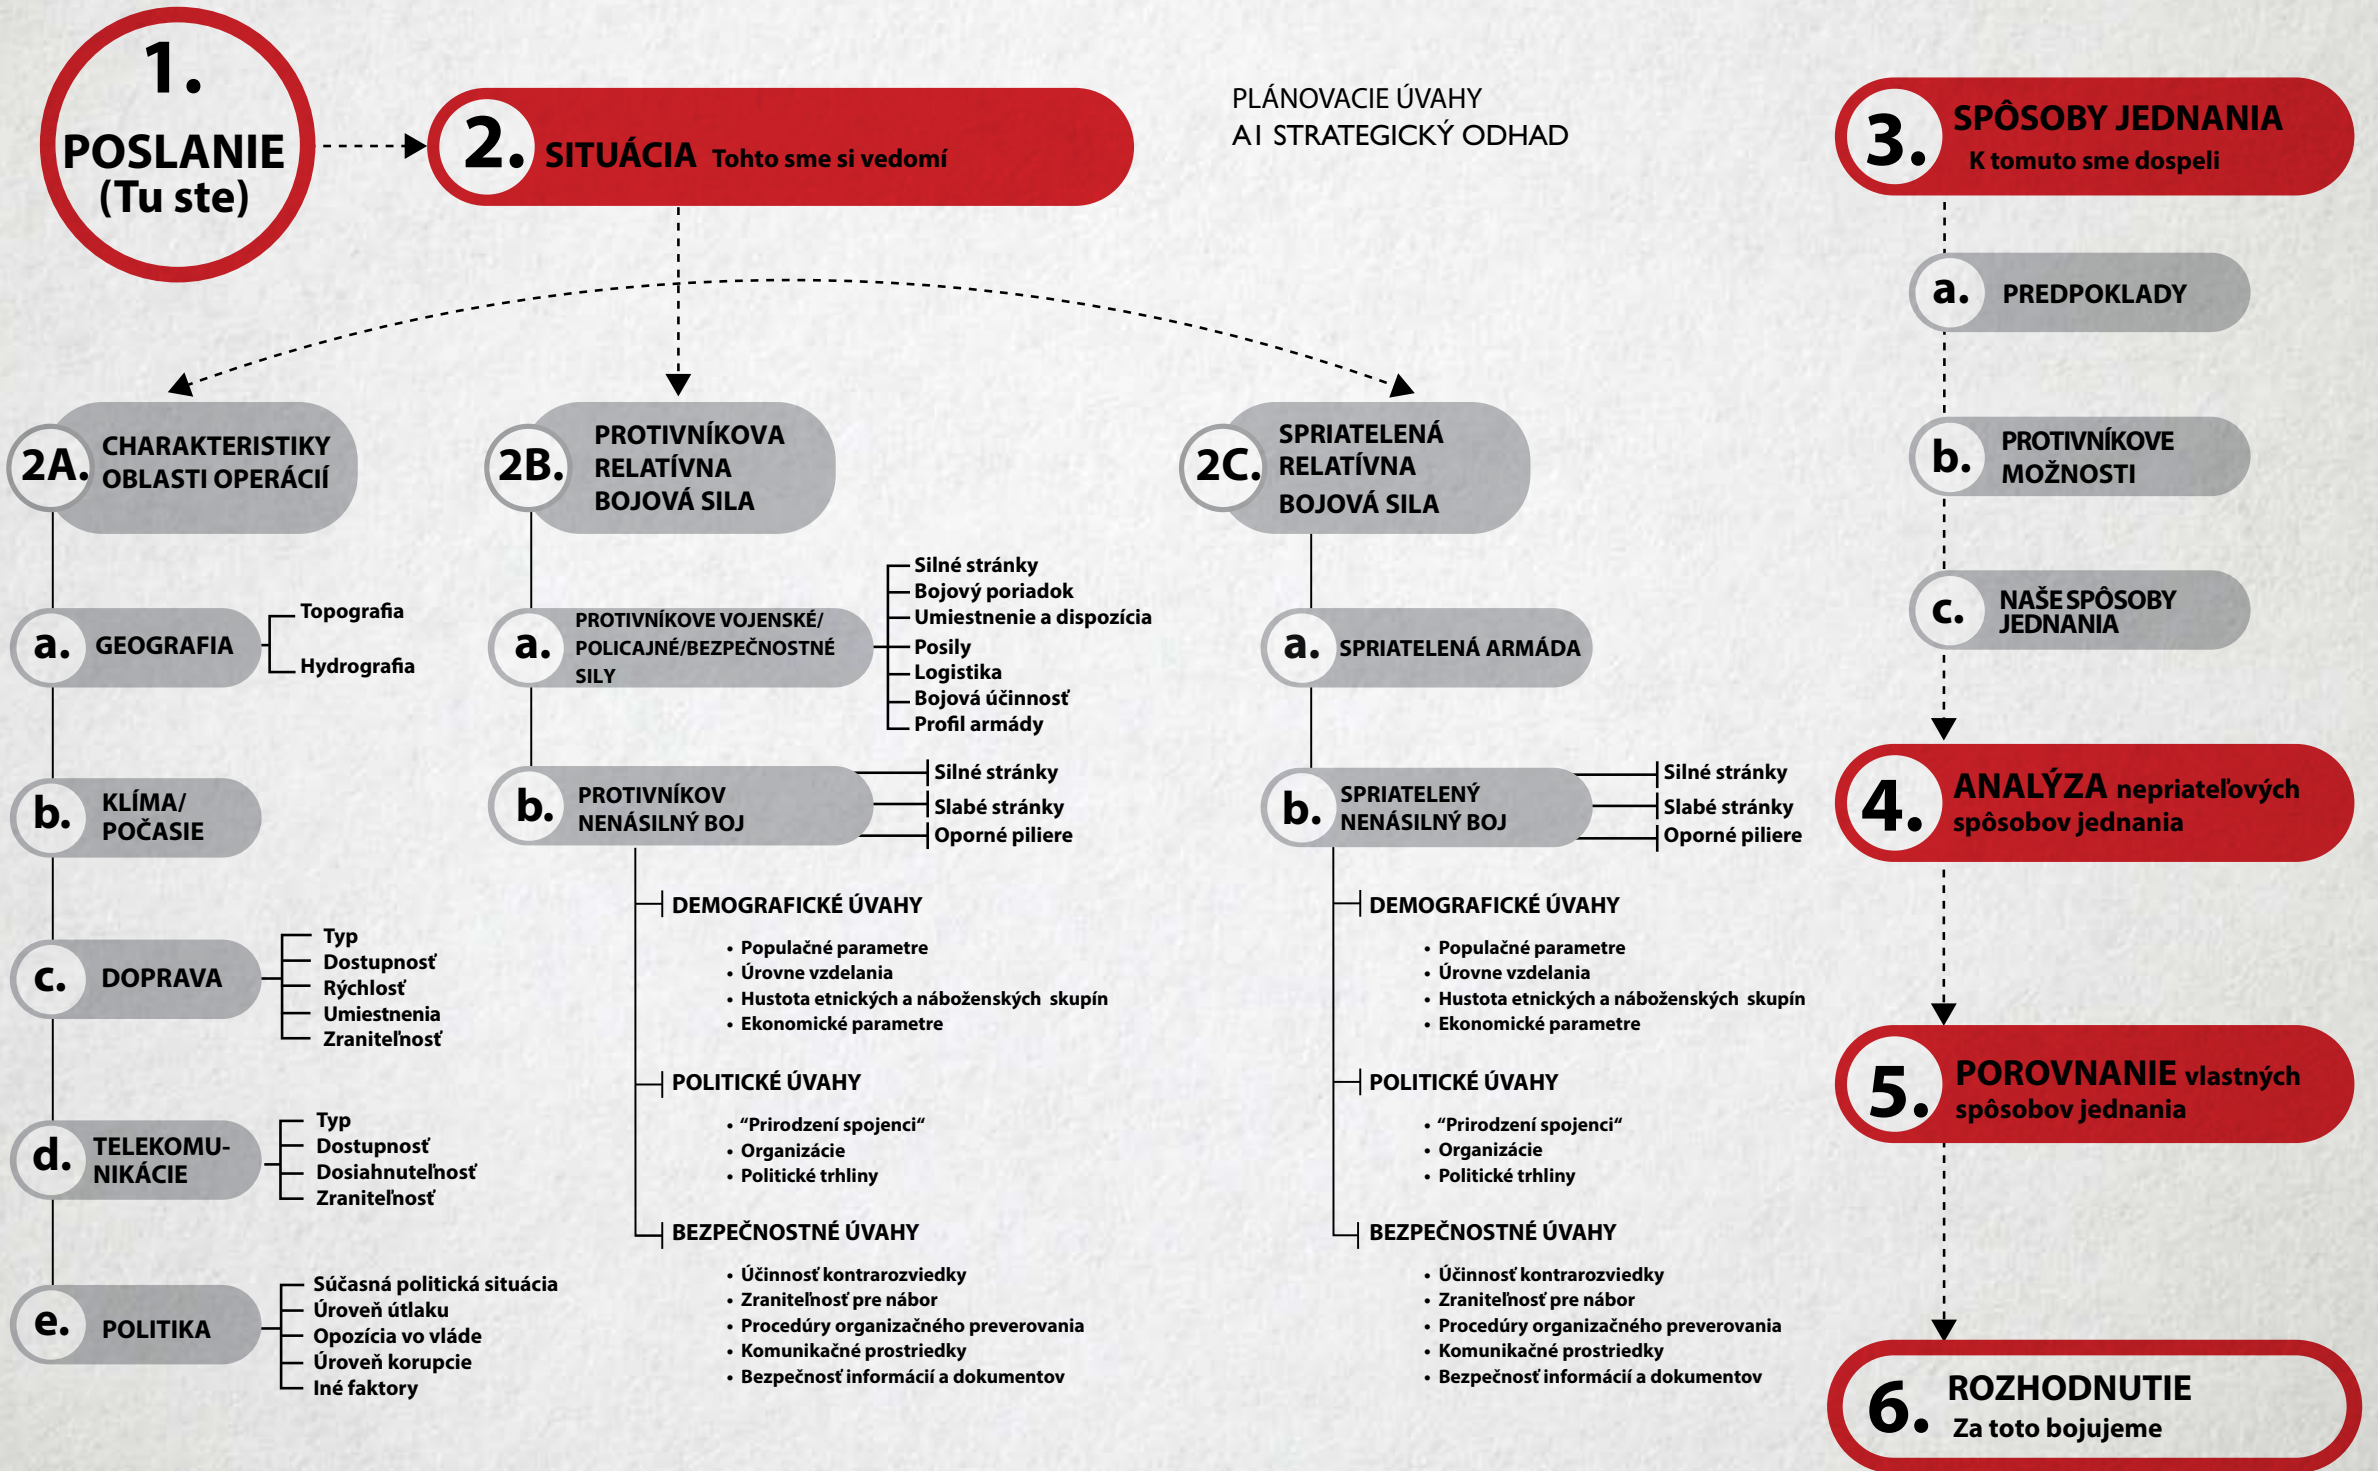 1.
POSLANIE
(Tu ste)
2. SITUÁCIA Tohto sme si vedomí
PLÁNOVACIE ÚVAHY
A1 STRATEGICKÝ ODHAD
2A. CHARAKTERISTIKY
OBLASTI OPERÁCIÍ
a. GEOGRAFIA
Topografia
Hydrografia
b. KLÍMA/
POČASIE
c. DOPRAVA
Typ
Dostupnosť
Rýchlosť
Umiestnenia
Zraniteľnosť
d. TELEKOMU-
NIKÁCIE
Typ
Dostupnosť
Dosiahnuteľnosť
Zraniteľnosť
e. POLITIKA
Súčasná politická situácia
Úroveň útlaku
Opozícia vo vláde
Úroveň korupcie
Iné faktory
2B. PROTIVNÍKOVA
RELATÍVNA
BOJOVÁ SILA
a. PROTIVNÍKOVE VOJENSKÉ/
POLICAJNÉ/BEZPEČNOSTNÉ
SILY
Silné stránky
Bojový poriadok
Umiestnenie a dispozícia
Posily
Logistika
Bojová účinnosť
Profil armády
b. PROTIVNÍKOV
NENÁSILNÝ BOJ
Silné stránky
Slabé stránky
Oporné piliere
DEMOGRAFICKÉ ÚVAHY
• Populačné parametre
• Úrovne vzdelania
• Hustota etnických a náboženských skupín
• Ekonomické parametre
POLITICKÉ ÚVAHY
• “Prirodzení spojenci“
• Organizácie
• Politické trhliny
BEZPEČNOSTNÉ ÚVAHY
• Účinnosť kontrarozviedky
• Zraniteľnosť pre nábor
• Procedúry organizačného preverovania
• Komunikačné prostriedky
• Bezpečnosť informácií a dokumentov
2C. SPRIATELENÁ
RELATÍVNA
BOJOVÁ SILA
a. SPRIATELENÁ ARMÁDA
b. SPRIATELENÝ
NENÁSILNÝ BOJ
Silné stránky
Slabé stránky
Oporné piliere
DEMOGRAFICKÉ ÚVAHY
• Populačné parametre
• Úrovne vzdelania
• Hustota etnických a náboženských skupín
• Ekonomické parametre
POLITICKÉ ÚVAHY
• “Prirodzení spojenci“
• Organizácie
• Politické trhliny
BEZPEČNOSTNÉ ÚVAHY
• Účinnosť kontrarozviedky
• Zraniteľnosť pre nábor
• Procedúry organizačného preverovania
• Komunikačné prostriedky
• Bezpečnosť informácií a dokumentov
3. SPÔSOBY JEDNANIA
K tomuto sme dospeli
a. PREDPOKLADY
b. PROTIVNÍKOVE
MOŽNOSTI
c. NAŠE SPÔSOBY
JEDNANIA
4. ANALÝZA nepriateľových
spôsobov jednania
5. POROVNANIE vlastných
spôsobov jednania
6. ROZHODNUTIE
Za toto bojujeme